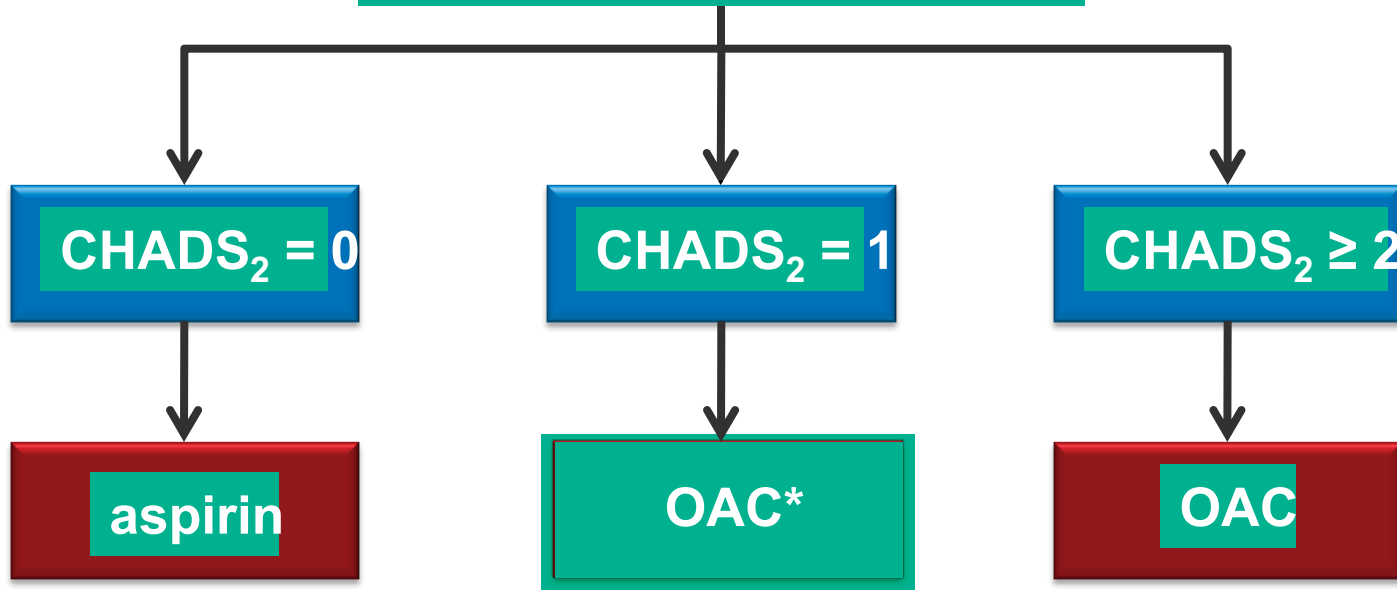 CHADS₂ = 0
CHADS₂ = 1
CHADS₂ ≥ 2
aspirin
OAC*
OAC